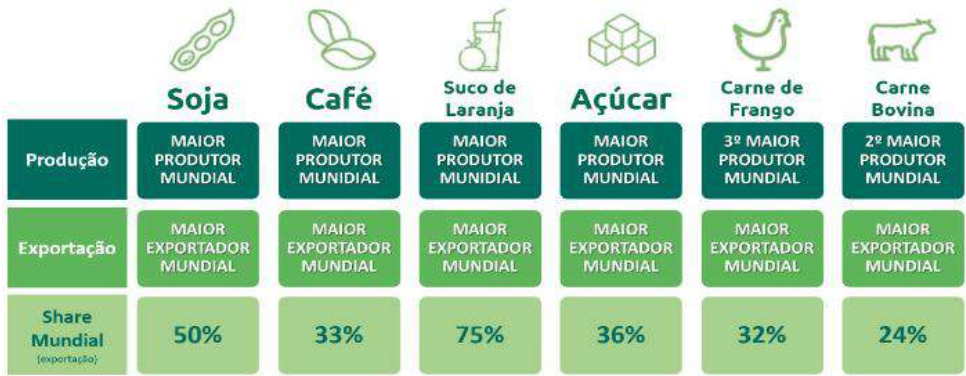 Soja
Café
Suco de
Laranja
Açúcar
Carne de
Frango
Carne
Bovina
Produção
MAIOR
PRODUTOR
MUNDIAL
MAIOR
PRODUTOR
MUNIDIAL
MAIOR
PRODUTOR
MUNIDIAL
MAIOR
PRODUTOR
MUNDIAL
3º MAIOR
PRODUTOR
MUNDIAL
2º MAIOR
PRODUTOR
MUNDIAL
Exportação
MAIOR
EXPORTADOR
MUNDIAL
MAIOR
EXPORTADOR
MUNDIAL
MAIOR
EXPORTADOR
MUNDIAL
MAIOR
EXPORTADOR
MUNDIAL
MAIOR
EXPORTADOR
MUNDIAL
MAIOR
EXPORTADOR
MUNDIAL
Share
Mundial
(exportação)
50%
33%
75%
36%
32%
24%